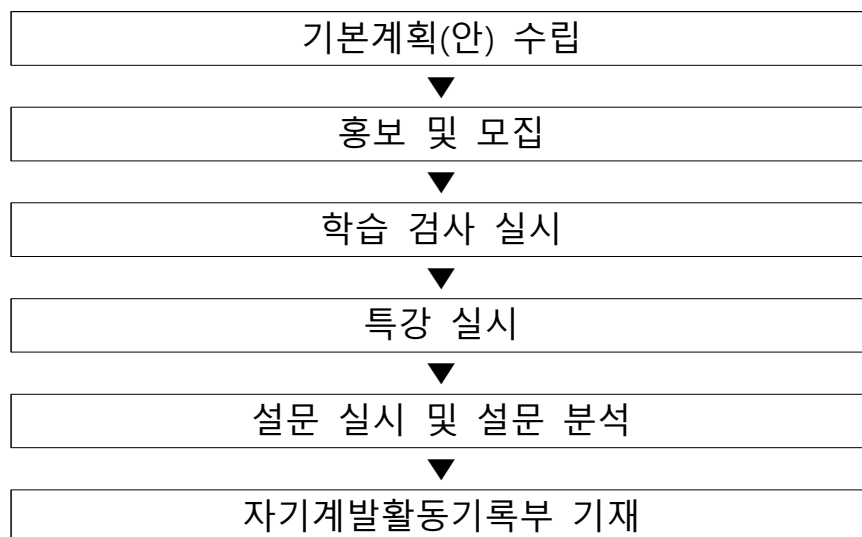 기본계획(안) 수립
▼
홍보 및 모집
▼
학습 검사 실시
▼
특강 실시
▼
설문 실시 및 설문 분석
▼
자기계발활동기록부 기재